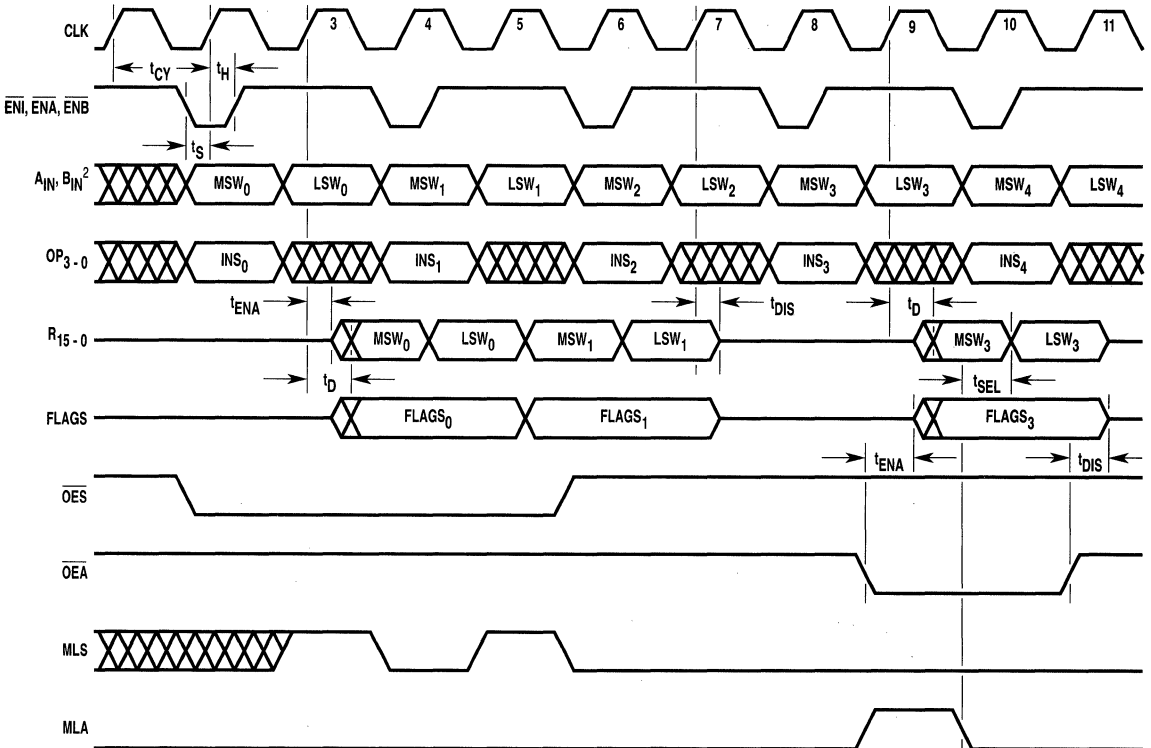 CLK 3 4 5 6 7 8 9 10 11
tCY tH
ENI, ENA, ENB
tS
AIN, BIN2 MSW0 LSW0 MSW1 LSW1 MSW2 LSW2 MSW3 LSW3 MSW4 LSW4
OP3 - 0 INS0 INS1 INS2 INS3 INS4
tENA tDIS tD
R15 - 0 MSW0 LSW0 MSW1 LSW1 MSW3 LSW3
tD tSEL
FLAGS FLAGS0 FLAGS1 FLAGS3
tENA tDIS
OES
OEA
MLS
MLA